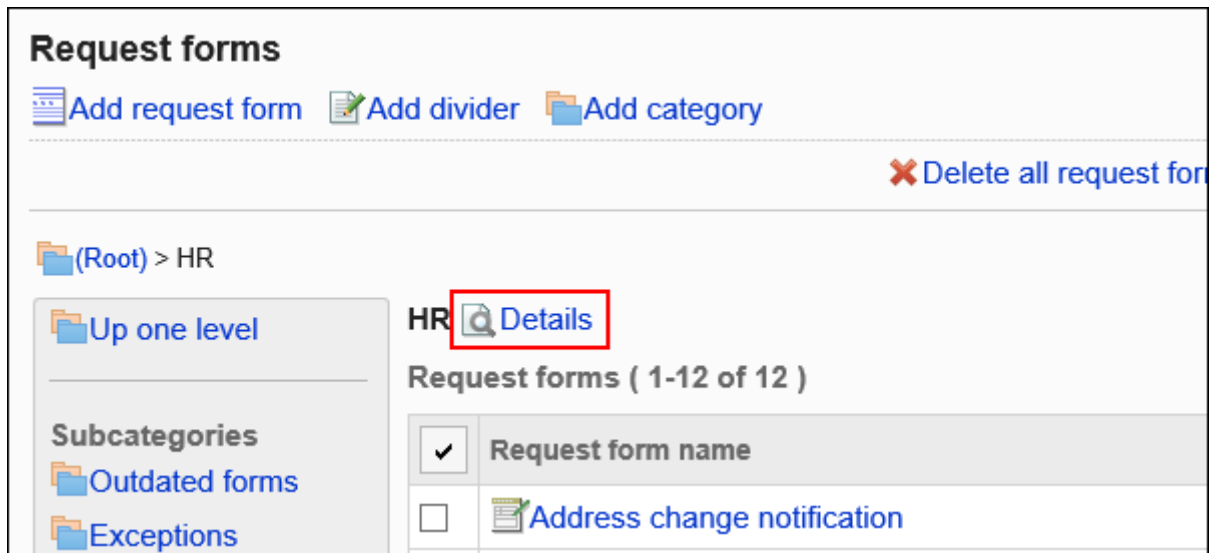 Request forms
Add request form Add divider Add category
Delete all request
(Root) > HR
Up one level
HR Details
Request forms ( 1-12 of 12 )
Subcategories
Outdated forms
Exceptions
Request form name
Address change notification